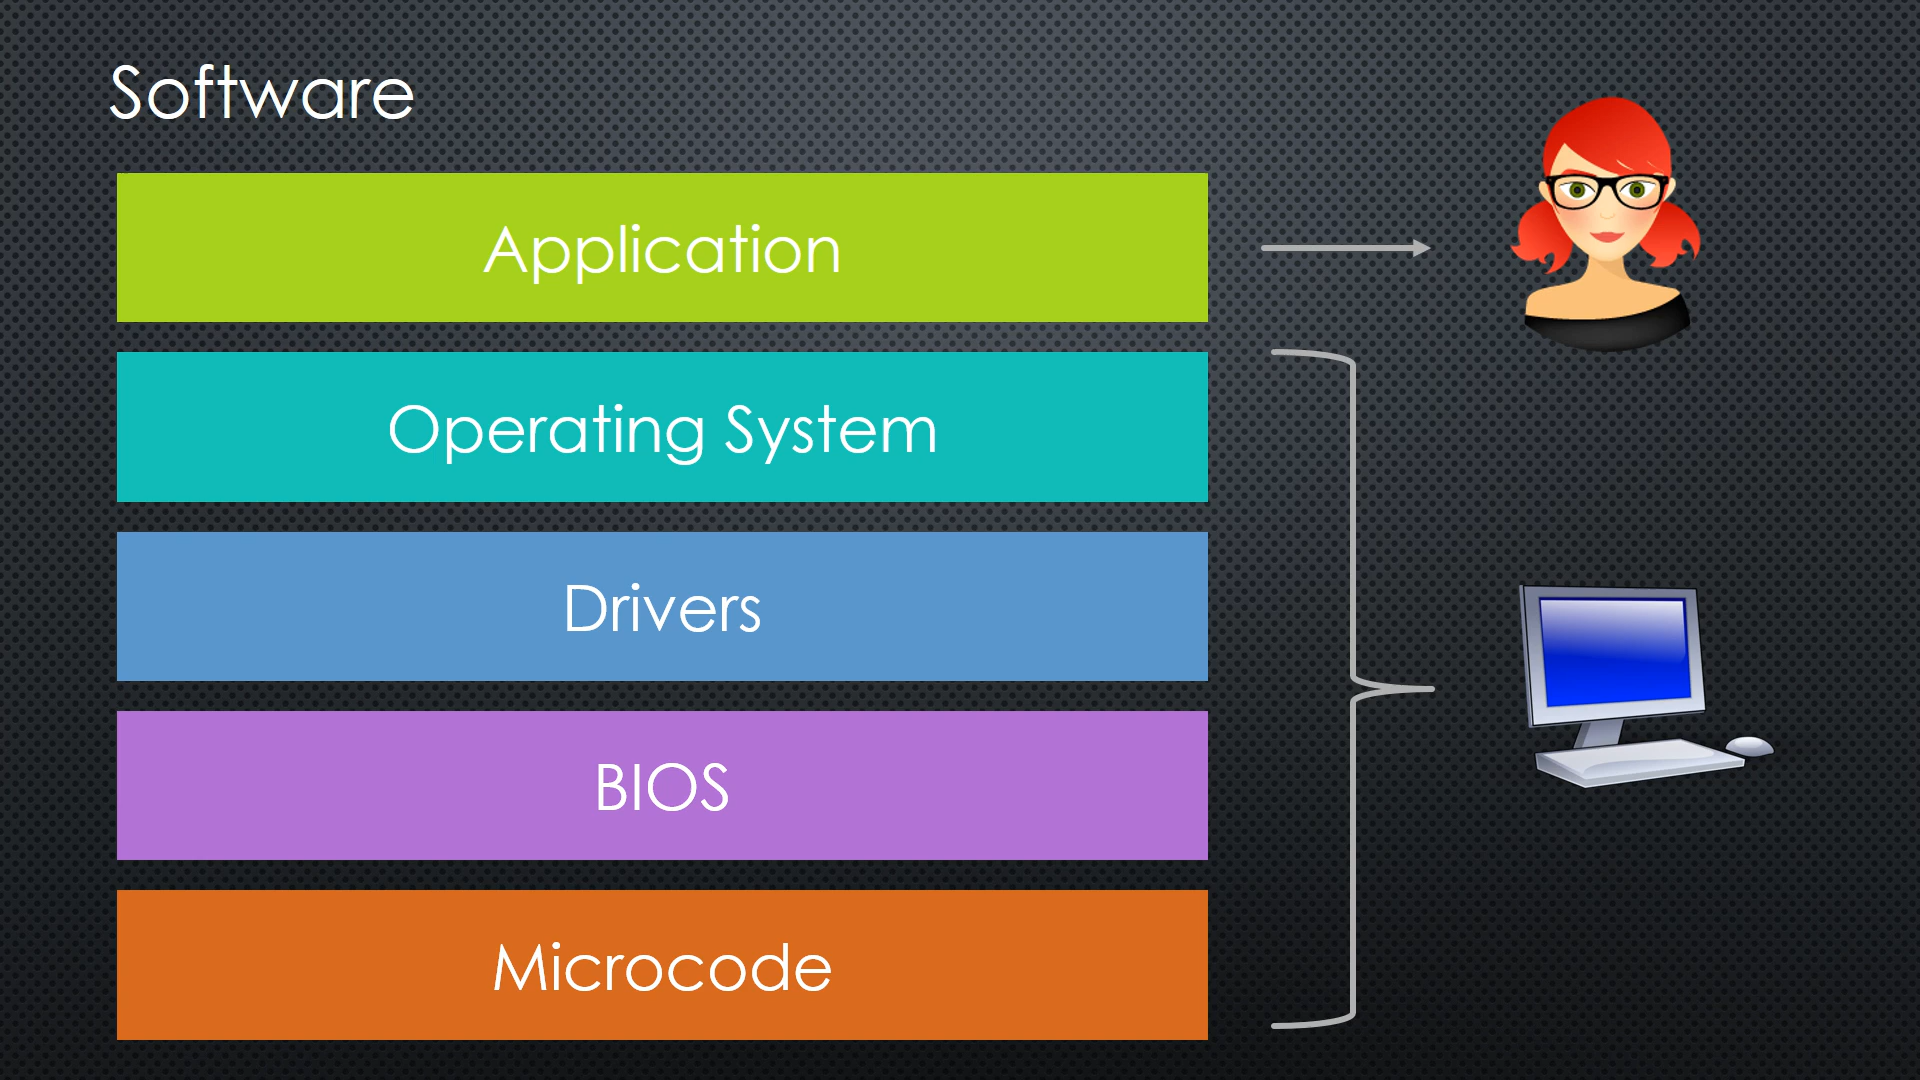 Software
Application
Operating System
Drivers
BIOS
Microcode